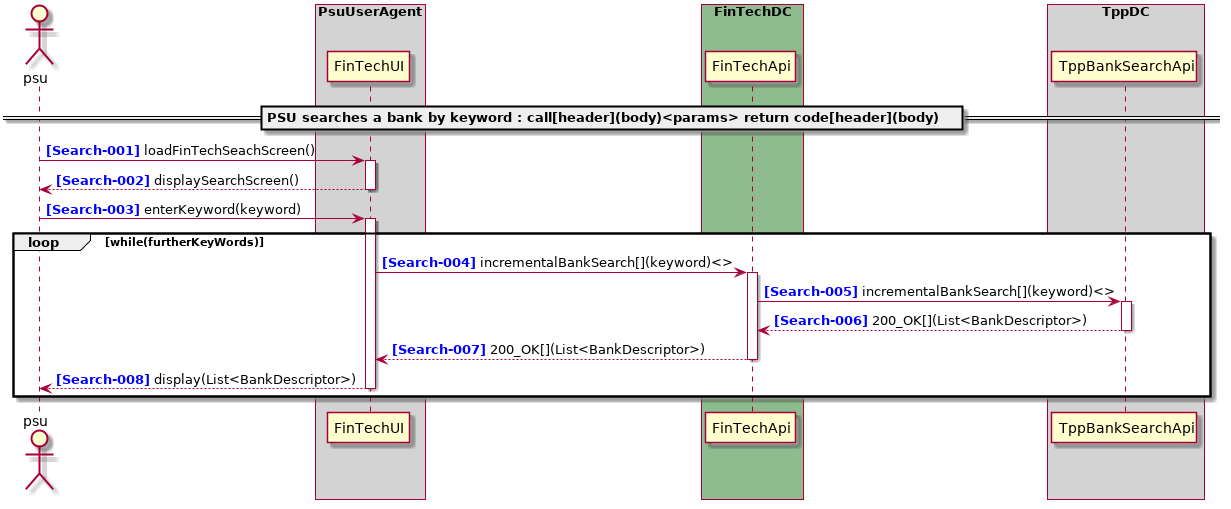 PsuUserAgent
FinTechDC
TppDC
psu
FinTechUI
FinTechApi
TppBankSearchApi
PSU searches a bank by keyword : call[header](body)<params> return code[header](body)
[Search-001] loadFinTechSeachScreen()
[Search-002] displaySearchScreen()
[Search-003] enterKeyword(keyword)
loop [while(furtherKeyWords)]
[Search-004] incrementalBankSearch[](keyword)<>
[Search-005] incrementalBankSearch[](keyword)<>
[Search-006] 200_OK[](List<BankDescriptor>)
[Search-007] 200_OK[](List<BankDescriptor>)
[Search-008] display(List<BankDescriptor>)
psu
FinTechUI
FinTechApi
TppBankSearchApi